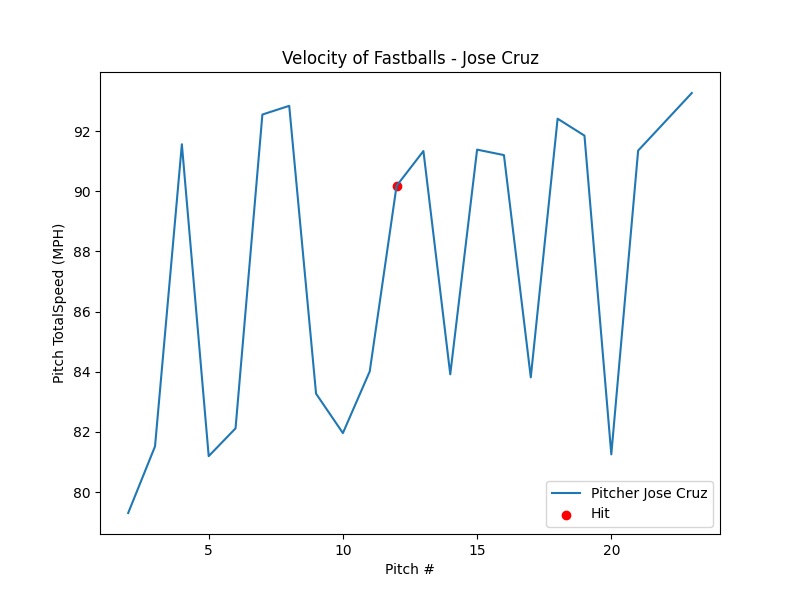 Velocity of Fastballs - Jose Cruz
Pitch TotalSpeed (MPH)
92
90
88
86
84
82
80
5
10
15
20
Pitch #
Pitcher Jose Cruz
Hit